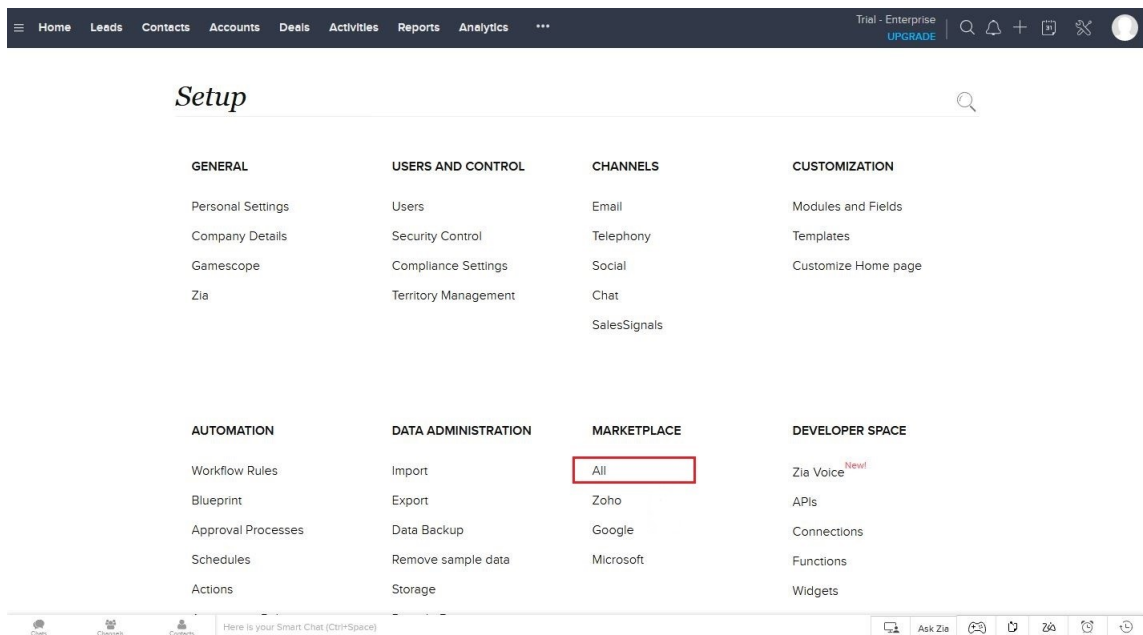 Home Leads Contacts Accounts Deals Activities Reports Analytics •••
Trial - Enterprise
UPGRADE
Setup
GENERAL
Personal Settings
Company Details
Gamescope
Zia
USERS AND CONTROL
Users
Security Control
Compliance Settings
Territory Management
CHANNELS
Email
Telephony
Social
Chat
SalesSignals
CUSTOMIZATION
Modules and Fields
Templates
Customize Home page
AUTOMATION
Workflow Rules
Blueprint
Approval Processes
Schedules
Actions
DATA ADMINISTRATION
Import
Export
Data Backup
Remove sample data
Storage
MARKETPLACE
All
Zoho
Google
Microsoft
DEVELOPER SPACE
Zia Voice New!
APIs
Connections
Functions
Widgets
Chats
Channels
Contacts
Here is your Smart Chat (Ctrl+Space)
Ask Zia